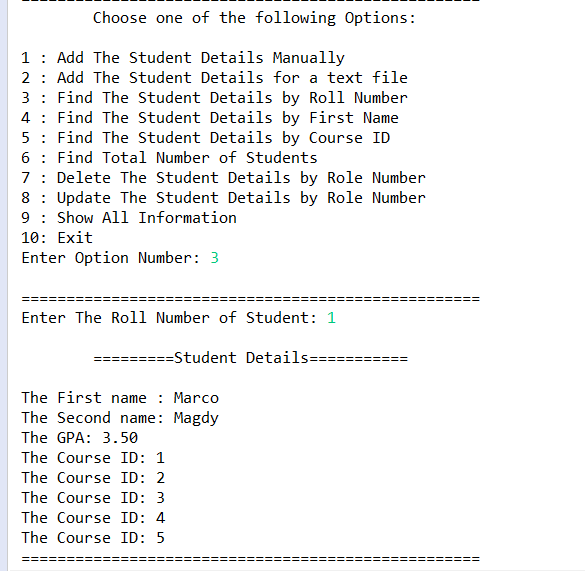 ===================================================
Choose one of the following Options:
1 : Add The Student Details Manually
2 : Add The Student Details for a text file
3 : Find The Student Details by Roll Number
4 : Find The Student Details by First Name
5 : Find The Student Details by Course ID
6 : Find Total Number of Students
7 : Delete The Student Details by Role Number
8 : Update The Student Details by Role Number
9 : Show All Information
10: Exit
Enter Option Number: 3
===================================================
Enter The Roll Number of Student: 1
=========Student Details===========
The First name : Marco
The Second name: Magdy
The GPA: 3.50
The Course ID: 1
The Course ID: 2
The Course ID: 3
The Course ID: 4
The Course ID: 5
===================================================